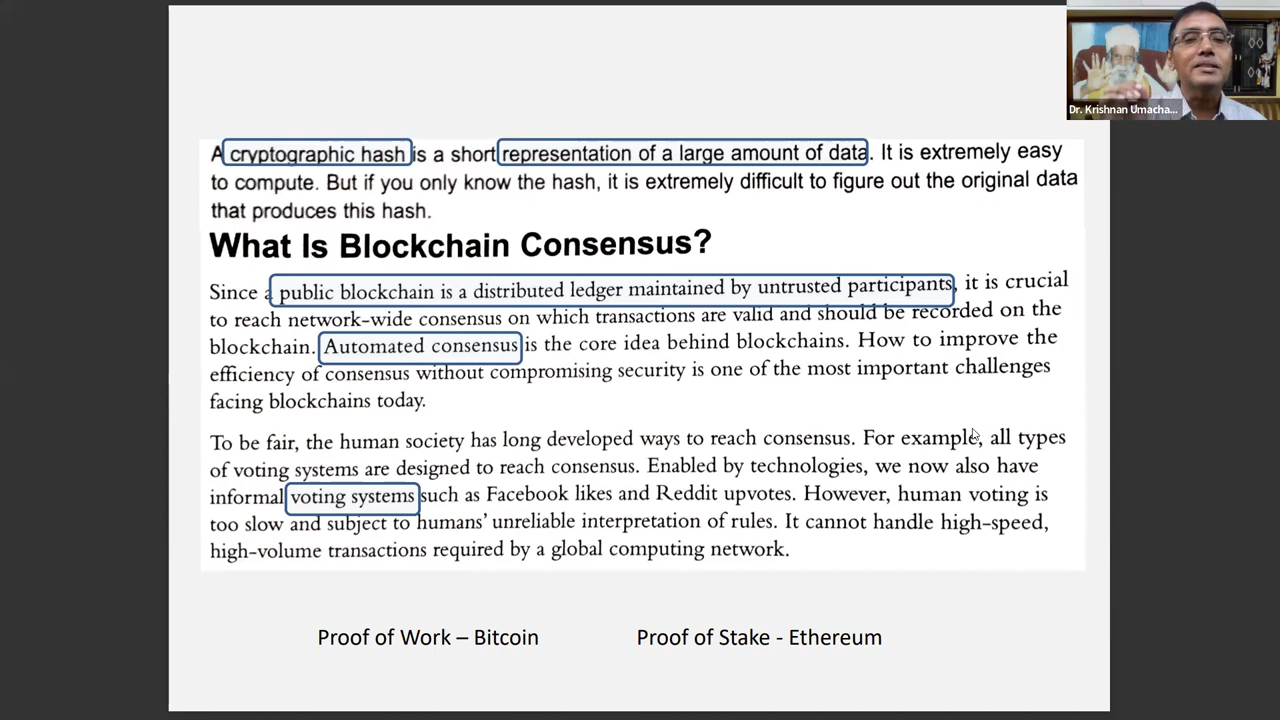 Dr. Krishnan Umacha...
A cryptographic hash is a short representation of a large amount of data. It is extremely easy
to compute. But if you only know the hash, it is extremely difficult to figure out the original data
that produces this hash.
What Is Blockchain Consensus?
Since a public blockchain is a distributed ledger maintained by untrusted participants, it is crucial
to reach network-wide consensus on which transactions are valid and should be recorded on the
blockchain. Automated consensus is the core idea behind blockchains. How to improve the
efficiency of consensus without compromising security is one of the most important challenges
facing blockchains today.
To be fair, the human society has long developed ways to reach consensus. For example, all types
of voting systems are designed to reach consensus. Enabled by technologies, we now also have
informal voting systems such as Facebook likes and Reddit upvotes. However, human voting is
too slow and subject to humans' unreliable interpretation of rules. It cannot handle high-speed,
high-volume transactions required by a global computing network.
Proof of Work – Bitcoin
Proof of Stake - Ethereum